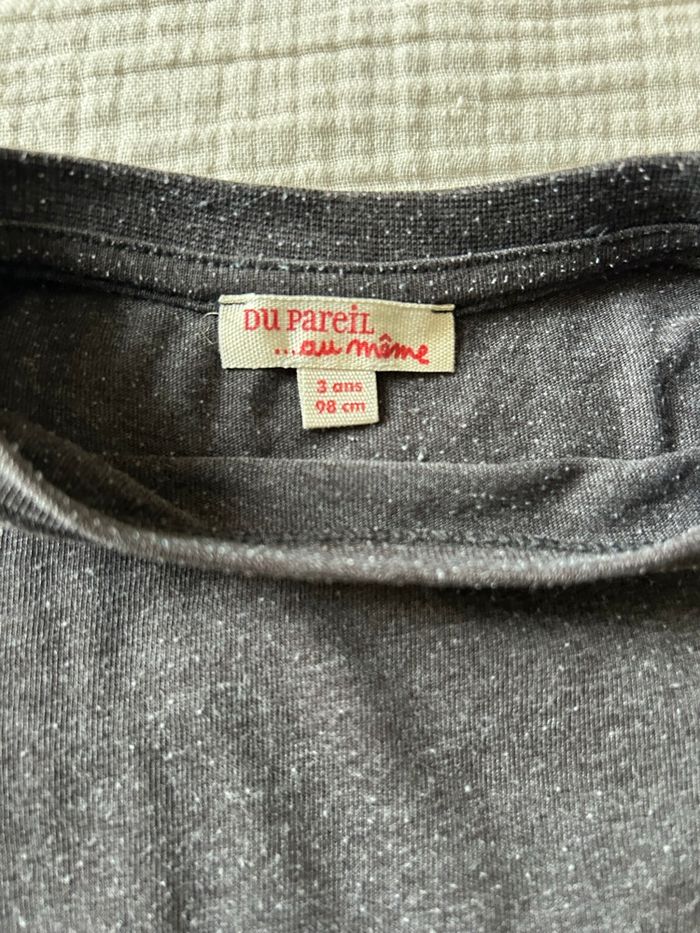 DU PareiL
...au même
3 ans
98 cm